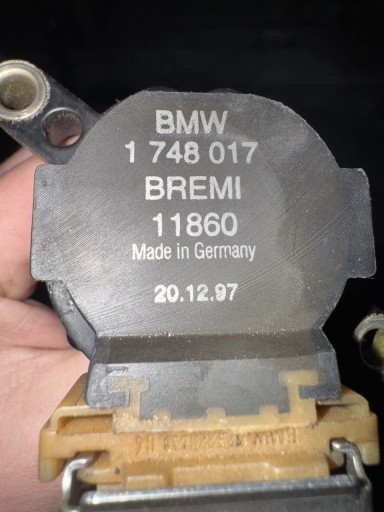 BMW
1 748 017
BREMI
11860
Made in Germany
20.12.97